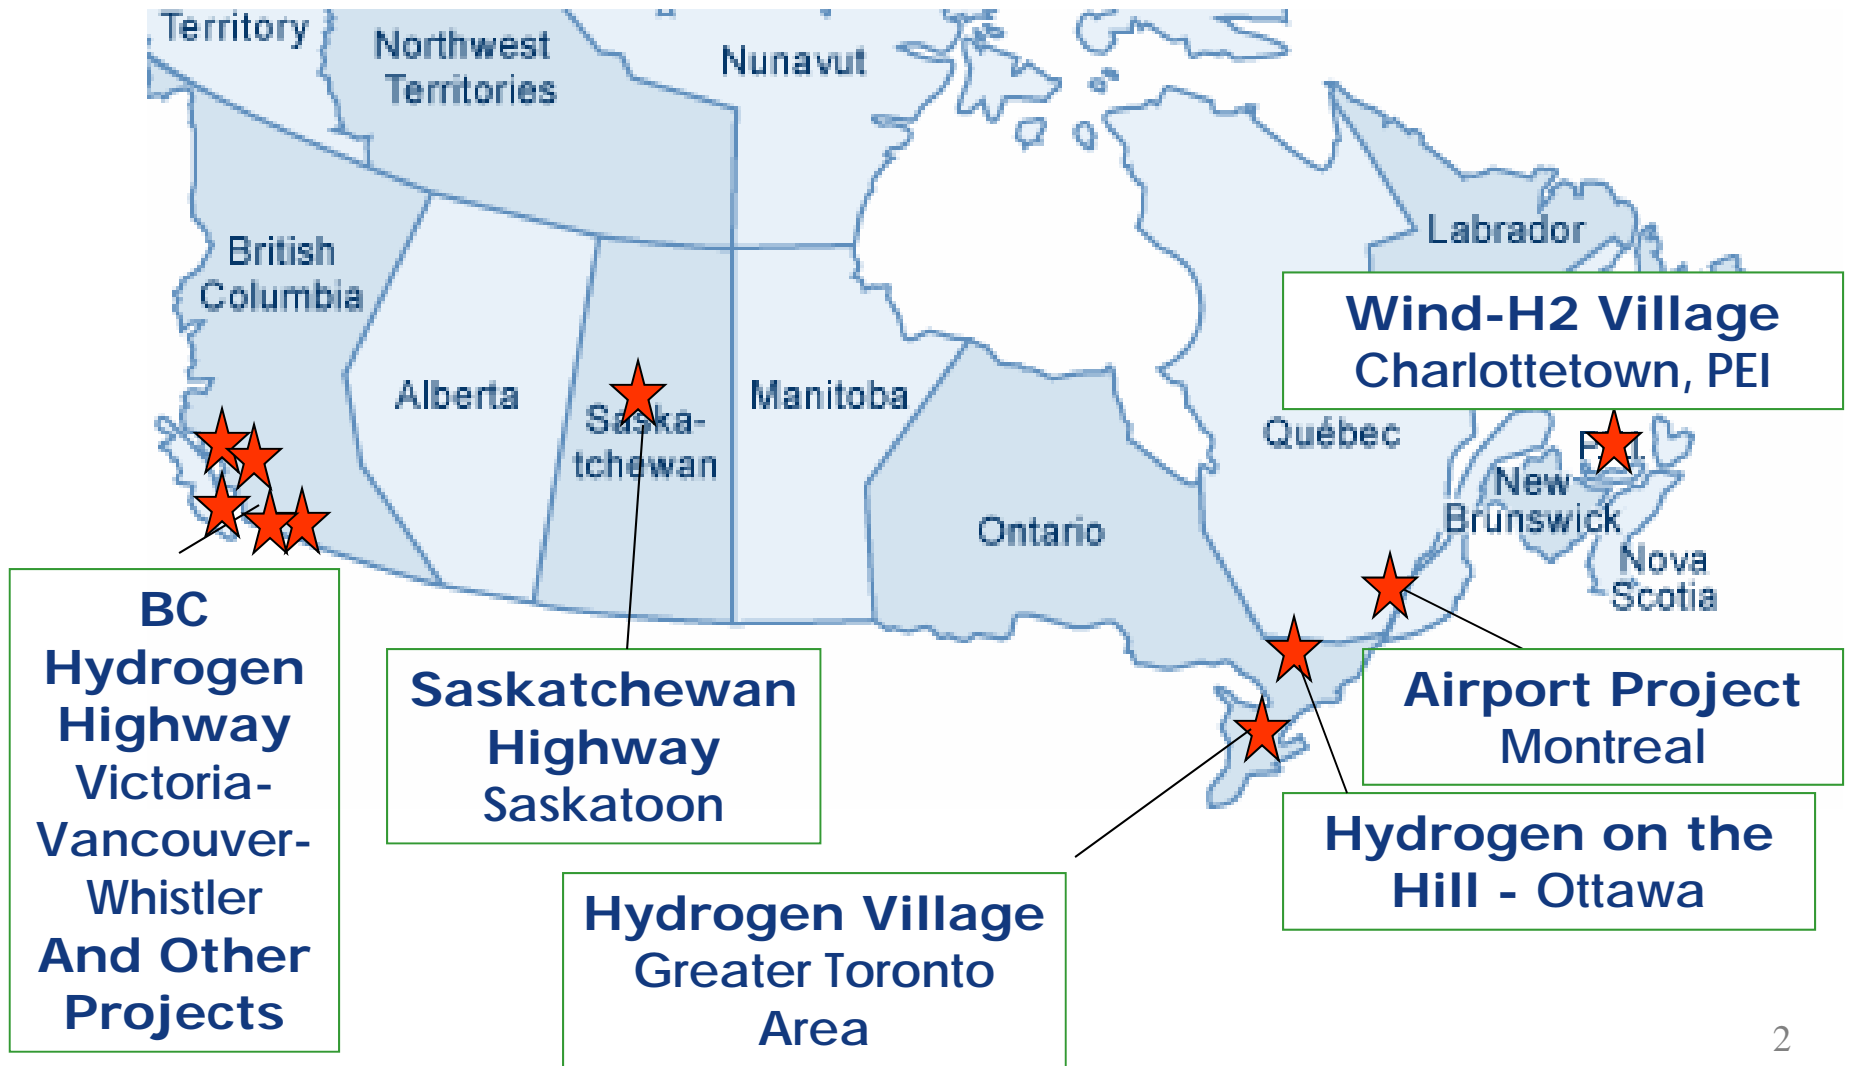 Territory
Northwest
Territories
Nunavut
British
Columbia
Alberta
Saska-
tchewan
Manitoba
Ontario
Québec
Labrador
New
Brunswick
Nova
Scotia
Wind-H2 Village
Charlottetown, PEI
BC
Hydrogen
Highway
Victoria-
Vancouver-
Whistler
And Other
Projects
Saskatchewan
Highway
Saskatoon
Hydrogen Village
Greater Toronto
Area
Airport Project
Montreal
Hydrogen on the
Hill - Ottawa
2